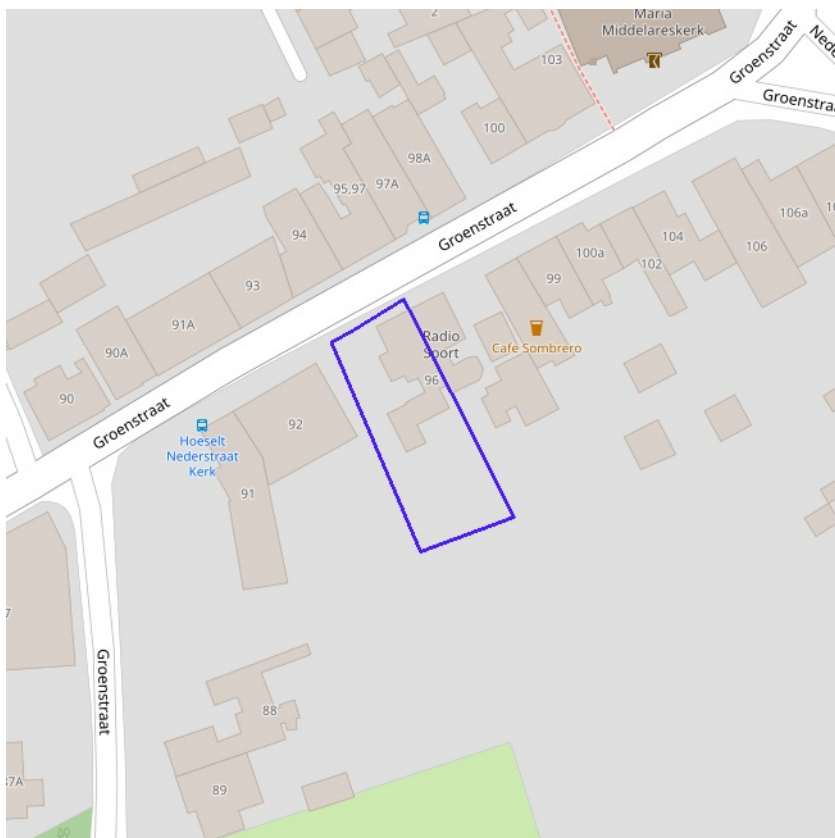 Maria
Middelareskerk
2
103
Groenstraat
Groenstraat
100
98A
95,97
97A
94
Groenstraat
106a
106
104
102
100a
99
93
91A
90A
90
Radio
Sport
96
Cafe Sombrero
92
Groenstraat
Hoeselt
Nederstraat
Kerk
91
Groenstraat
88
89